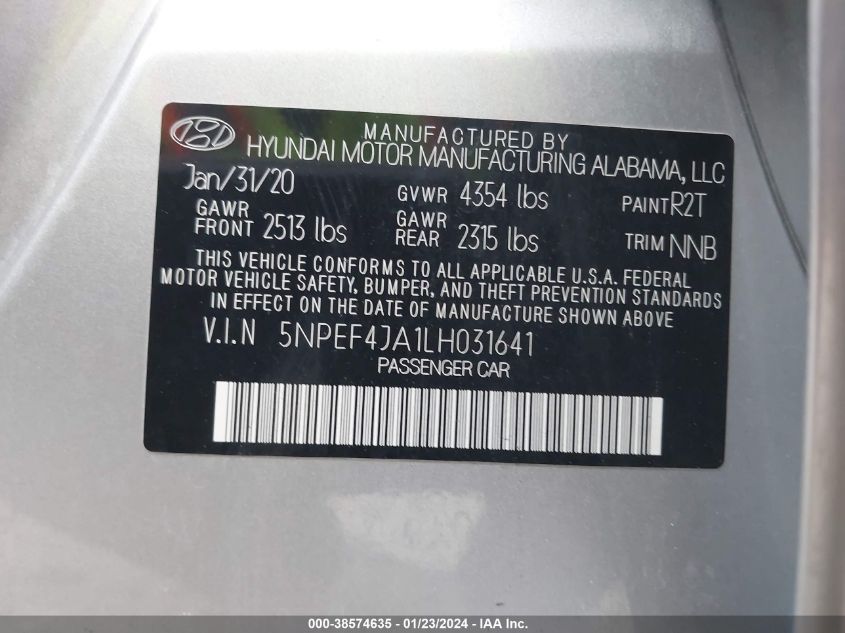 MANUFACTURED BY
HYUNDAI MOTOR MANUFACTURING ALABAMA, LLC
Jan/31/20 GVWR 4354 lbs PAINT R2T
GAWR FRONT 2513 lbs GAWR REAR 2315 lbs TRIM NNB
THIS VEHICLE CONFORMS TO ALL APPLICABLE U.S.A. FEDERAL
MOTOR VEHICLE SAFETY, BUMPER, AND THEFT PREVENTION STANDARDS
IN EFFECT ON THE DATE OF MANUFACTURE SHOWN ABOVE
V.I.N 5NPEF4JA1LH031641
PASSENGER CAR
000-38574635 - 01/23/2024 - IAA Inc.